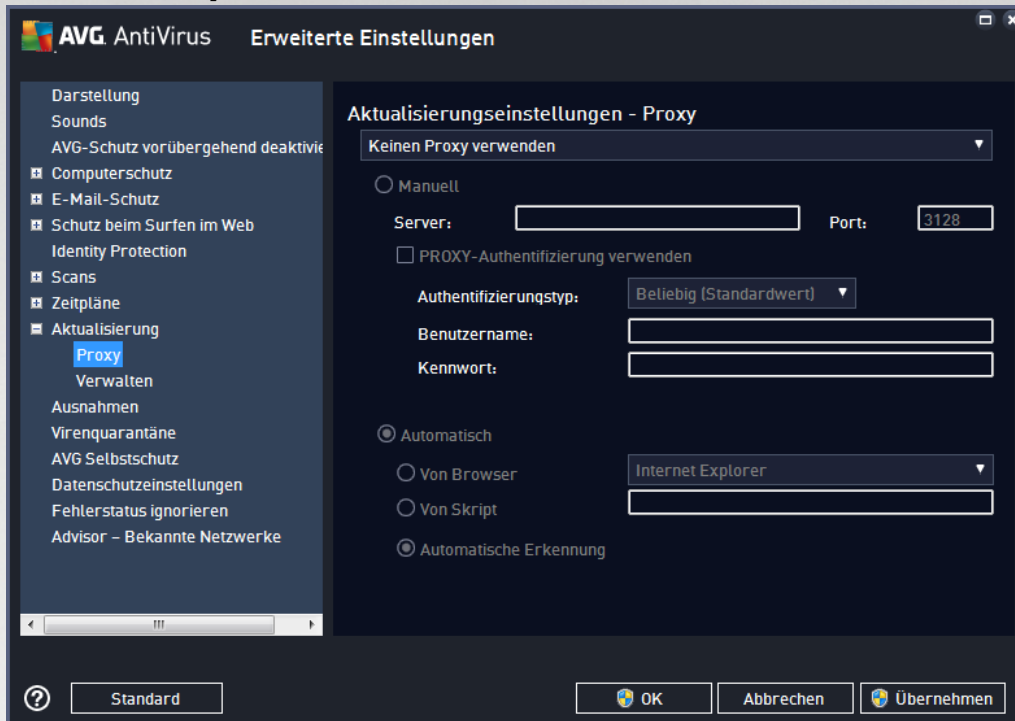 AVG. AntiVirus Erweiterte Einstellungen
Darstellung
Sounds
AVG-Schutz vorübergehend deaktivie
Computerschutz
E-Mail-Schutz
Schutz beim Surfen im Web
Identity Protection
Scans
Zeitpläne
Aktualisierung
Proxy
Verwalten
Ausnahmen
Virenquarantäne
AVG Selbstschutz
Datenschutzeinstellungen
Fehlerstatus ignorieren
Advisor – Bekannte Netzwerke
Aktualisierungseinstellungen - Proxy
Keinen Proxy verwenden
Manuell
Server: Port: 3128
PROXY-Authentifizierung verwenden
Authentifizierungstyp: Beliebig (Standardwert)
Benutzername:
Kennwort:
Automatisch
Von Browser Internet Explorer
Von Skript
Automatische Erkennung
Standard OK Abbrechen Übernehmen